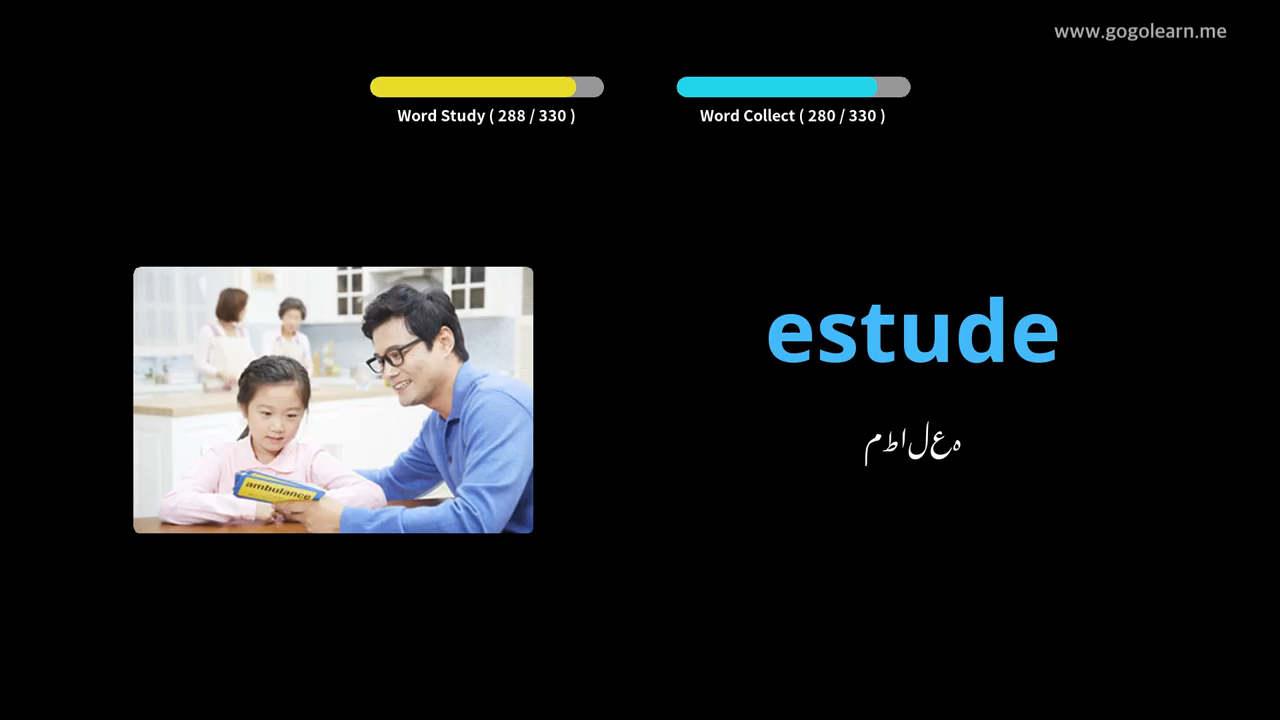 www.gogolearn.me
Word Study ( 288 / 330 )
Word Collect ( 280 / 330 )
ambulance
estude
مطالعہ